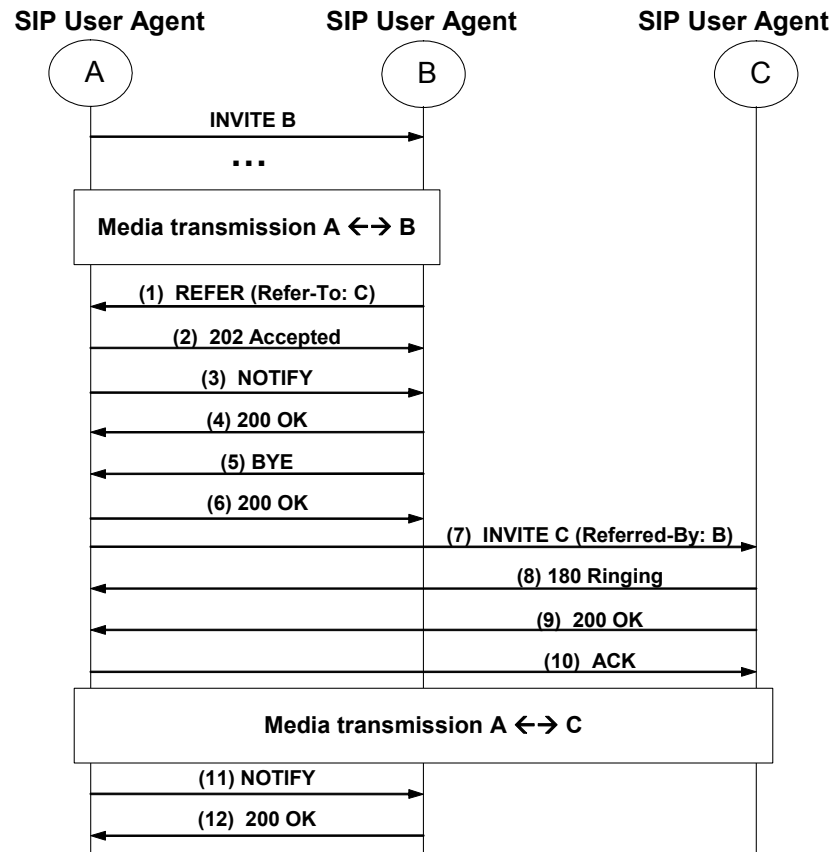 SIP User Agent SIP User Agent SIP User Agent
A B C
INVITE B
...
Media transmission A ←→ B
(1) REFER (Refer-To: C)
(2) 202 Accepted
(3) NOTIFY
(4) 200 OK
(5) BYE
(6) 200 OK
(7) INVITE C (Referred-By: B)
(8) 180 Ringing
(9) 200 OK
(10) ACK
Media transmission A ←→ C
(11) NOTIFY
(12) 200 OK